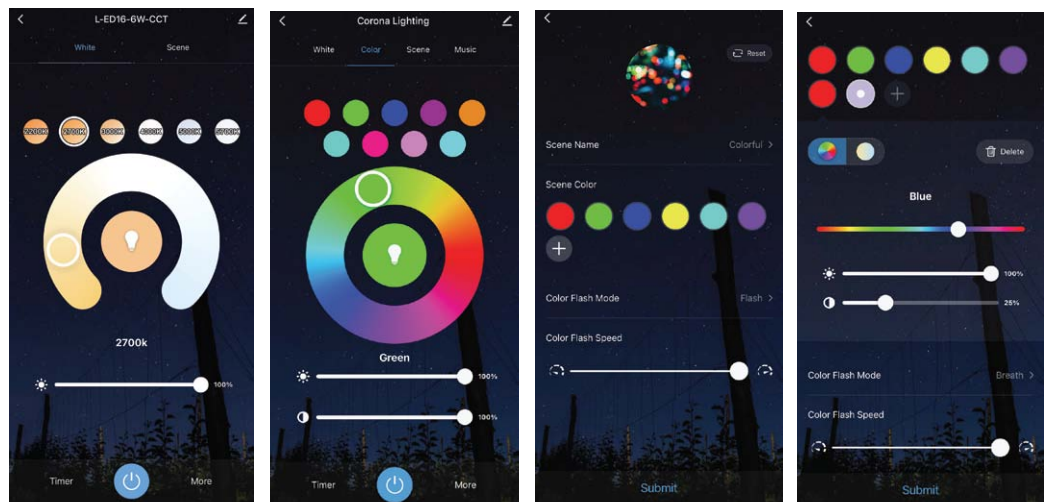 L-ED16-6W-CCT
White Scene
2200K 2700K 3000K 4000K 5000K 5700K
2700k
100%
Timer More
Corona Lighting
White Color Scene Music
Green
100%
100%
Timer More
Reset
Scene Name Colorful
Scene Color
Color Flash Mode Flash
Color Flash Speed
Submit
Delete
Blue
100%
25%
Color Flash Mode Breath
Color Flash Speed
Submit